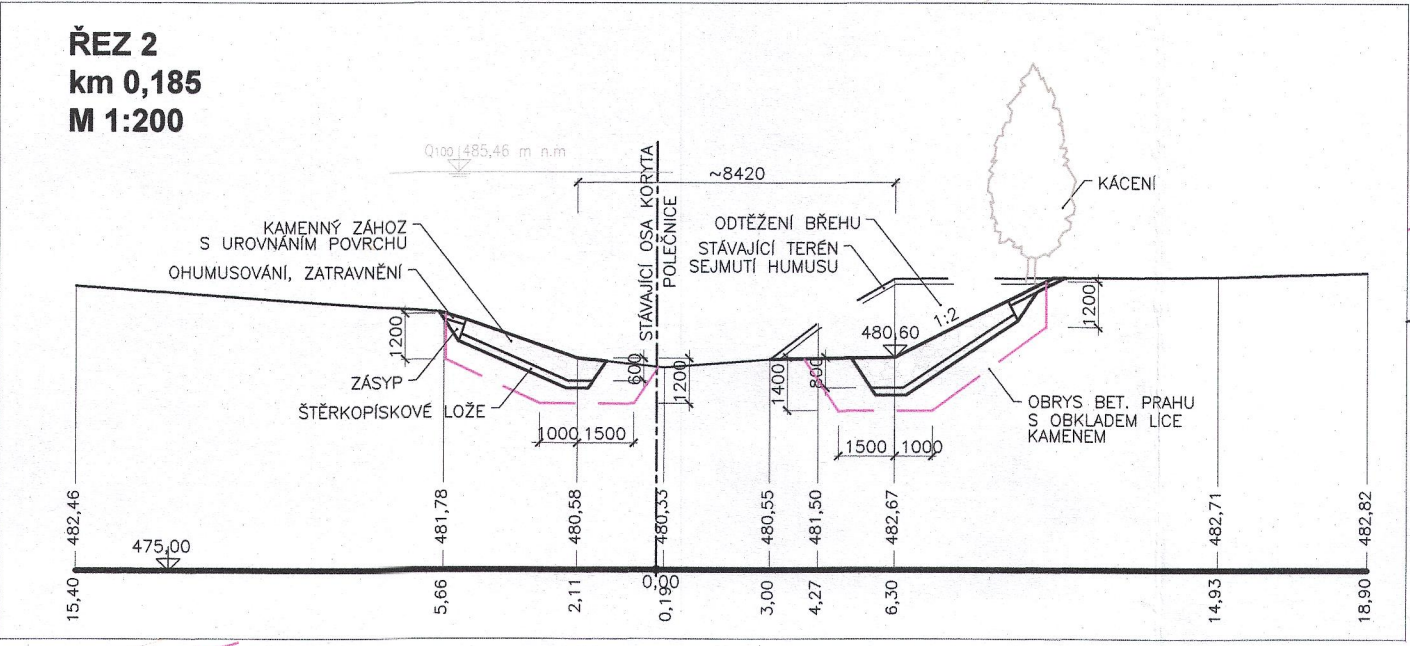 ŘEZ 2
km 0,185
M 1:200
Q100 485,46 m n.m
STÁVAJÍCÍ OSA KORYTA
POLEČNICE
~8420
KÁCENÍ
KAMENNÝ ZÁHOZ
S UROVNÁNÍM POVRCHU
OHUMUSOVÁNÍ, ZATRAVNĚNÍ
ODTĚŽENÍ BŘEHU
STÁVAJÍCÍ TERÉN
SEJMUTÍ HUMUSU
1:2
480,60
1200
1200
600
1200
1400
800
ZÁSYP
ŠTĚRKOPÍSKOVÉ LOŽE
OBRYS BET. PRAHU
S OBKLADEM LÍCE
KAMENEM
1000
1500
1500
1000
482,46
481,78
480,58
480,33
480,55
481,50
482,67
482,71
482,82
475,00
15,40
5,66
2,11
0,00
0,19
3,00
4,27
6,30
14,93
18,90